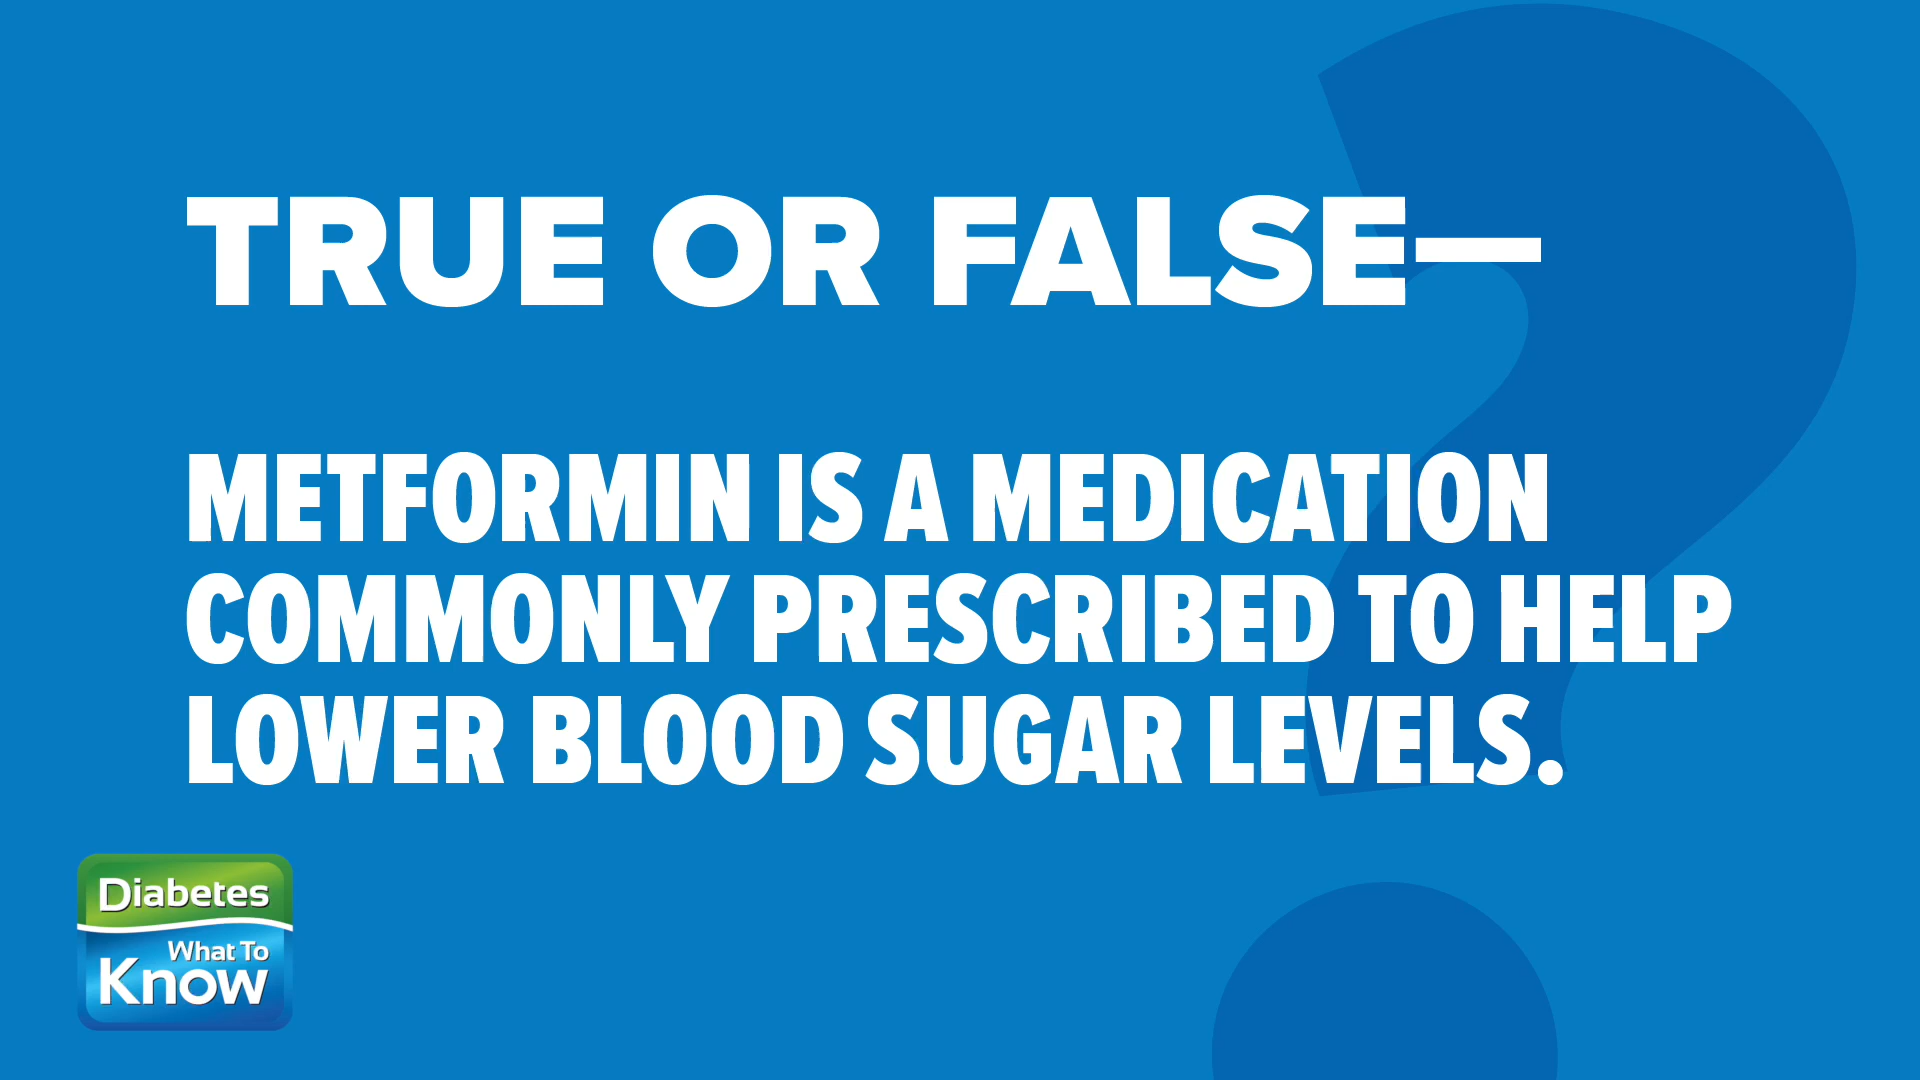 TRUE OR FALSE—
METFORMIN IS A MEDICATION
COMMONLY PRESCRIBED TO HELP
LOWER BLOOD SUGAR LEVELS.
Diabetes
What To
Know